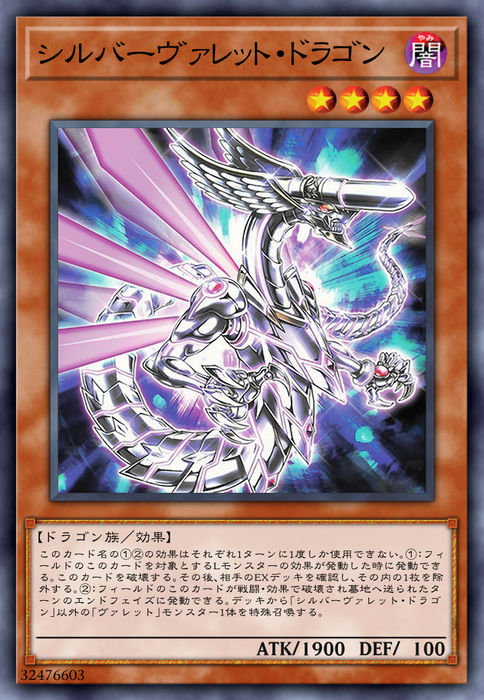 シルバーヴァレット・ドラゴン
やみ
闇
【ドラゴン族／効果】
このカード名の①②の効果はそれぞれ1ターンに1度しか使用できない。①：フィ
ールドのこのカードを対象とするLモンスターの効果が発動した時に発動でき
る。このカードを破壊する。その後、相手のEXデッキを確認し、その内の1枚を除
外する。②：フィールドのこのカードが戦闘・効果で破壊され墓地へ送られたタ
ーンのエンドフェイズに発動できる。デッキから「シルバーヴァレット・ドラゴ
ン」以外の「ヴァレット」モンスター1体を特殊召喚する。
ATK/1900 DEF/ 100
32476603